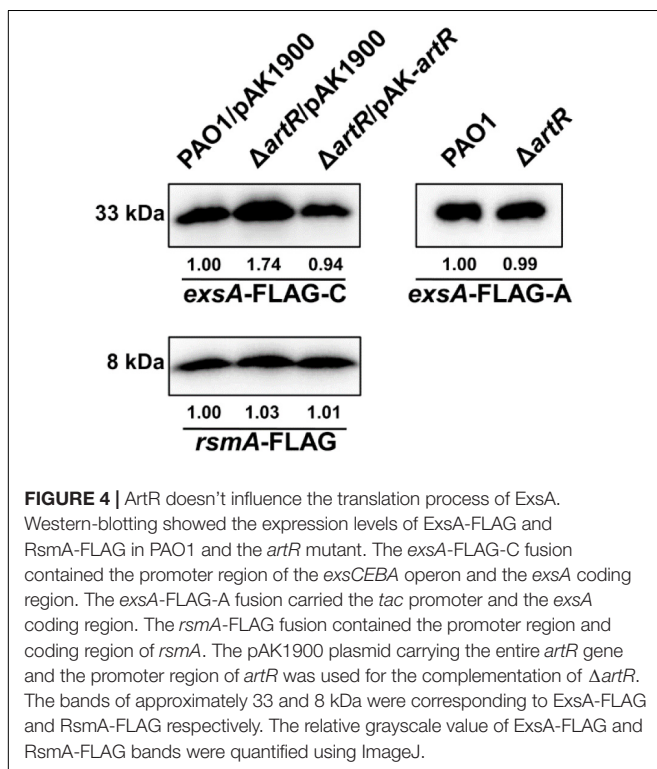 PAO1/pAK1900
ΔartR/pAK1900
ΔartR/pAK-artR
PAO1
ΔartR
33 kDa
1.00 1.74 0.94
exsA-FLAG-C
1.00 0.99
exsA-FLAG-A
8 kDa
1.00 1.03 1.01
rsmA-FLAG
FIGURE 4 | ArtR doesn't influence the translation process of ExsA.
Western-blotting showed the expression levels of ExsA-FLAG and
RsmA-FLAG in PAO1 and the artR mutant. The exsA-FLAG-C fusion
contained the promoter region of the exsCEBA operon and the exsA coding
region. The exsA-FLAG-A fusion carried the tac promoter and the exsA
coding region. The rsmA-FLAG fusion contained the promoter region and
coding region of rsmA. The pAK1900 plasmid carrying the entire artR gene
and the promoter region of artR was used for the complementation of ΔartR.
The bands of approximately 33 and 8 kDa were corresponding to ExsA-FLAG
and RsmA-FLAG respectively. The relative grayscale value of ExsA-FLAG and
RsmA-FLAG bands were quantified using ImageJ.